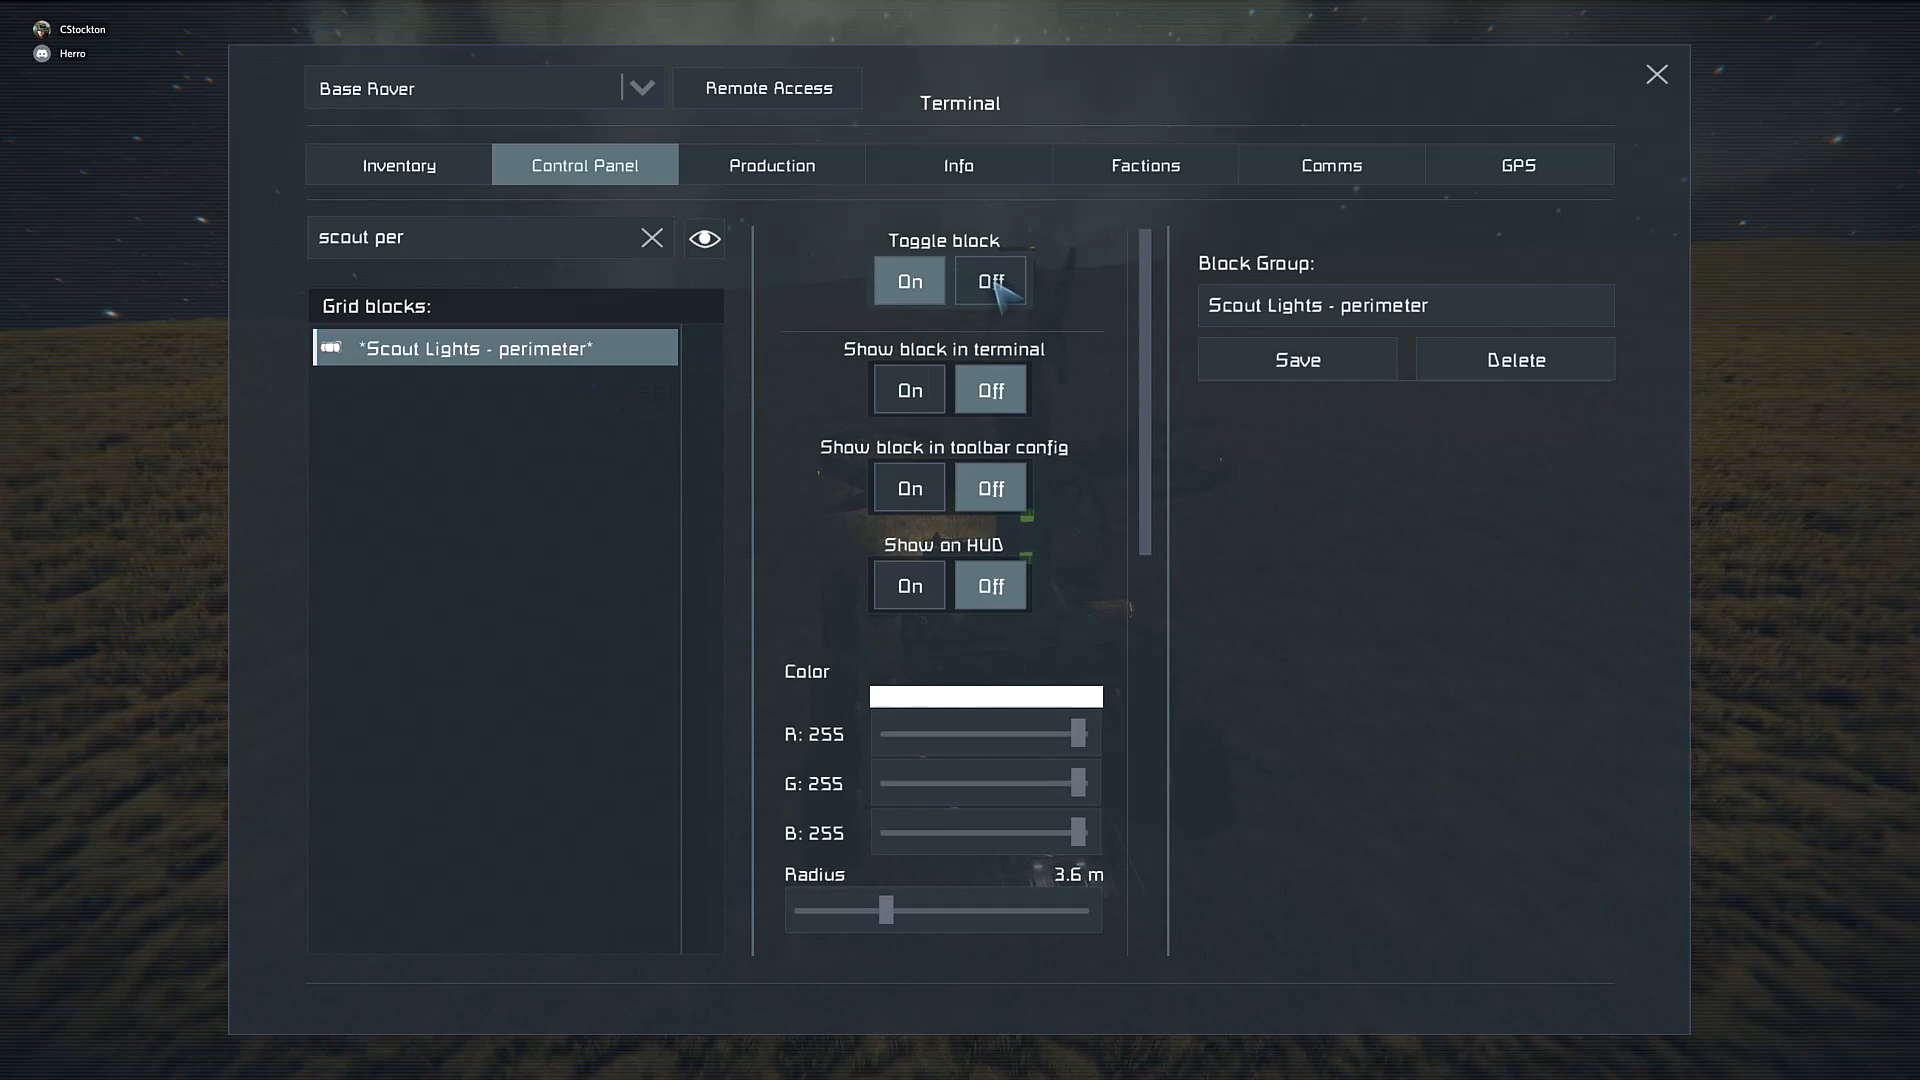 CStockton
Herro
Base Rover
Remote Access
Terminal
Inventory
Control Panel
Production
Info
Factions
Comms
GPS
scout per
Grid blocks:
*Scout Lights - perimeter*
Toggle block
On
Off
Show block in terminal
On
Off
Show block in toolbar config
On
Off
Show on HUD
On
Off
Color
R: 255
G: 255
B: 255
Radius
3.6 m
Block Group:
Scout Lights - perimeter
Save
Delete